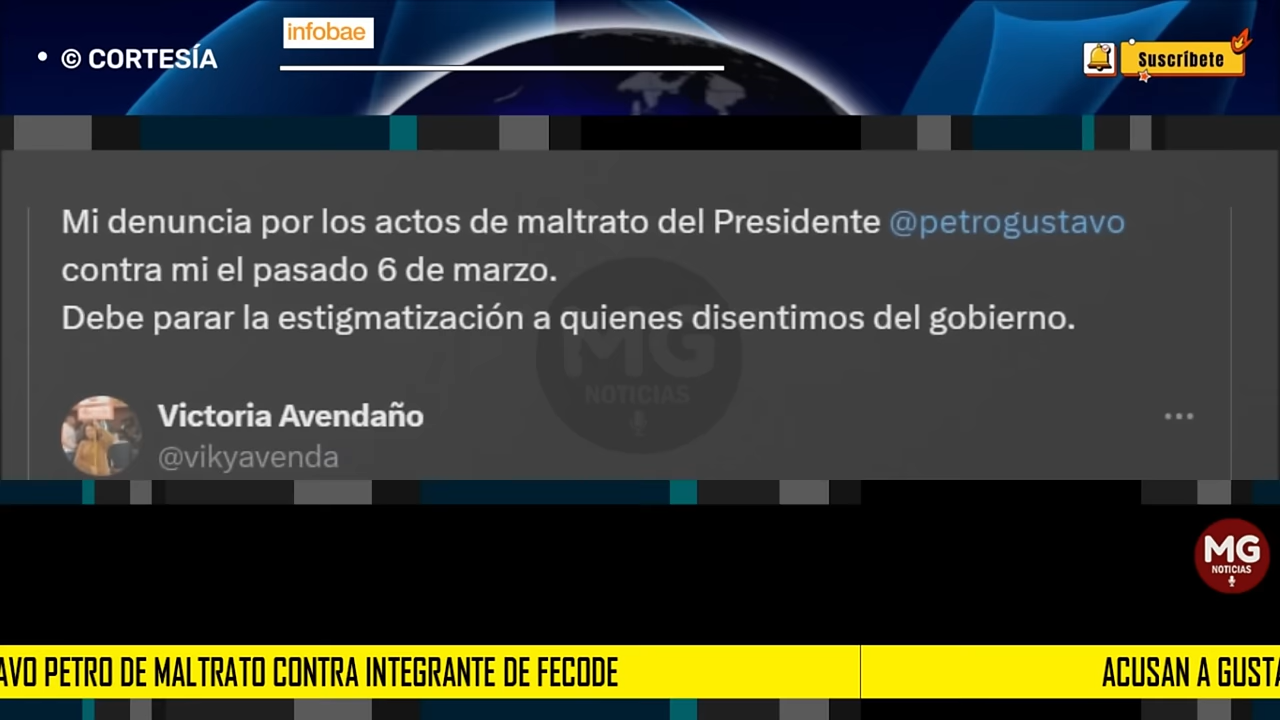 infobae
• © CORTESÍA
Suscríbete
Mi denuncia por los actos de maltrato del Presidente @petrogustavo
contra mi el pasado 6 de marzo.
Debe parar la estigmatización a quienes disentimos del gobierno.
MG
NOTICIAS
Victoria Avendaño
@vikyavenda
MG
NOTICIAS
AVO PETRO DE MALTRATO CONTRA INTEGRANTE DE FECODE
ACUSAN A GUSTA